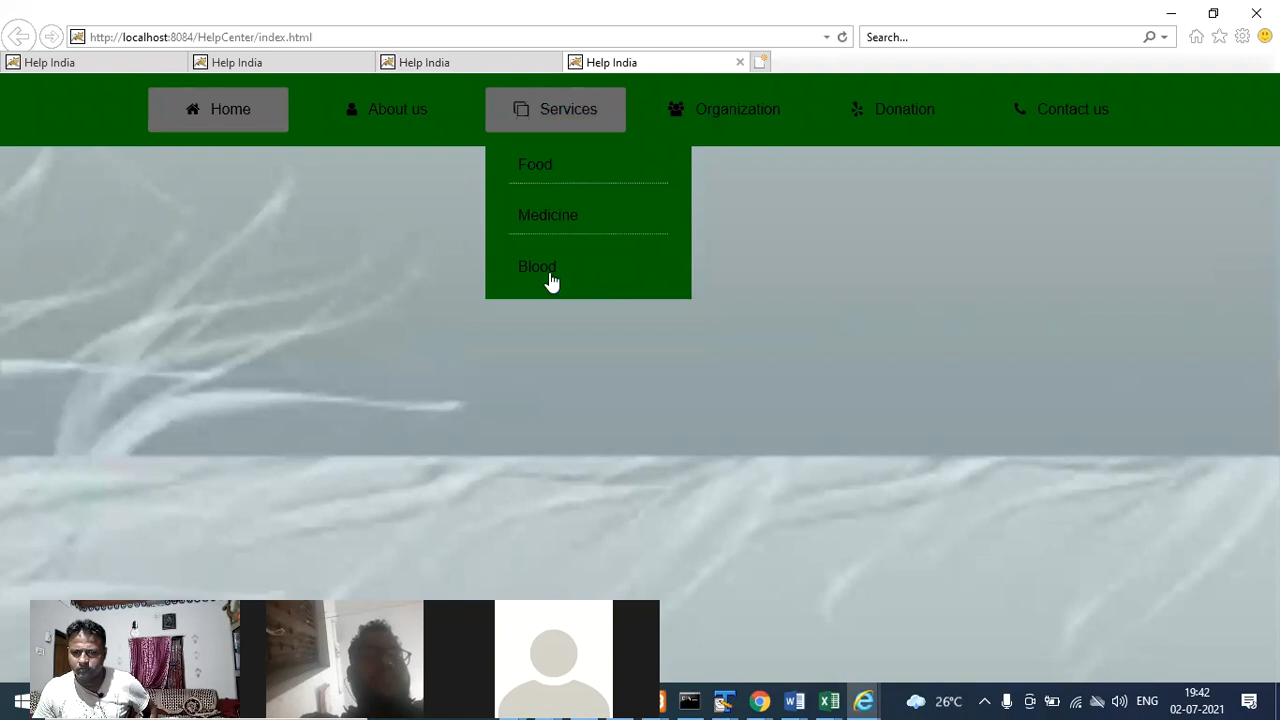 http://localhost:8084/HelpCenter/index.html
Search...
Help India
Help India
Help India
Help India
Home
About us
Services
Organization
Donation
Contact us
Food
Medicine
Blood
26°C
ENG
19:42
02-07-2021